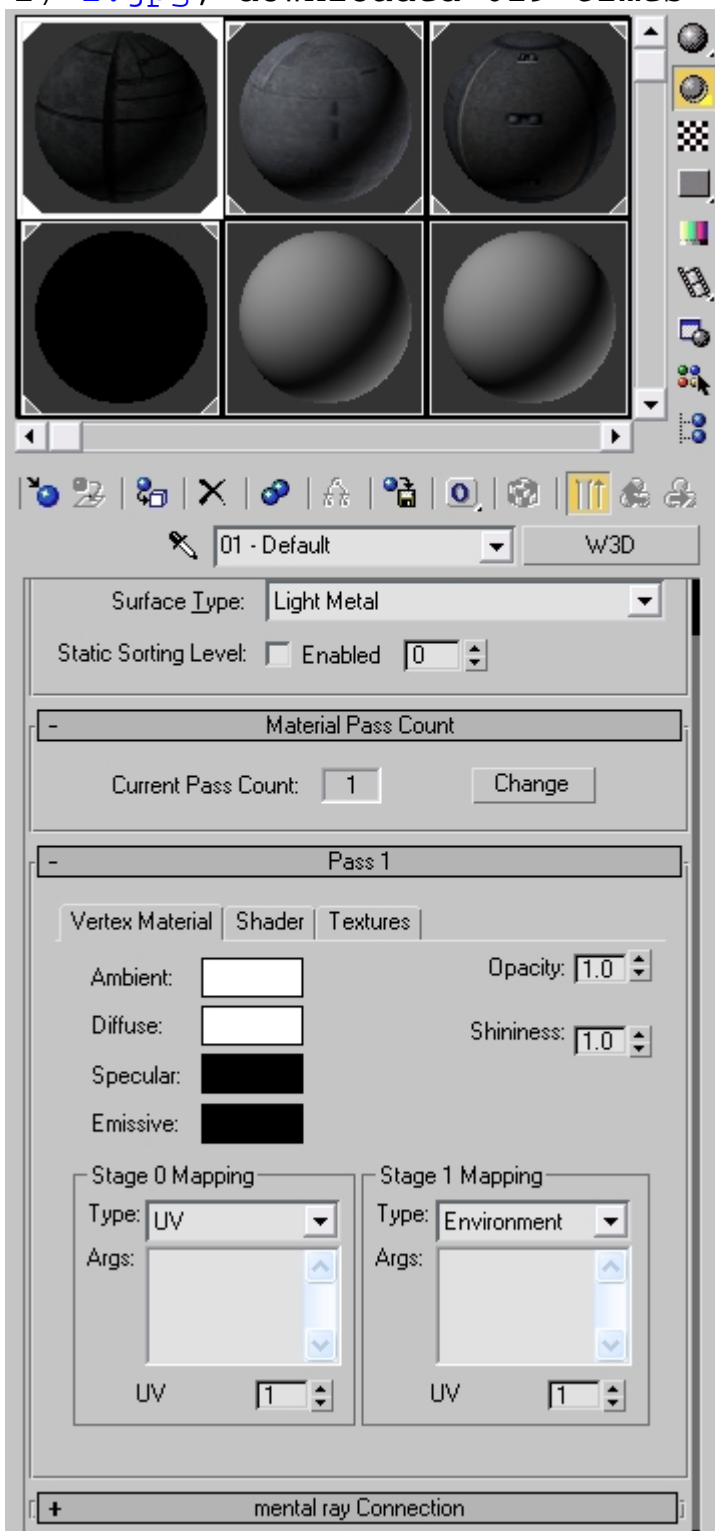 01 - Default
W3D
Surface Type: Light Metal
Static Sorting Level: Enabled 0
- Material Pass Count
Current Pass Count: 1 Change
- Pass 1
Vertex Material Shader Textures
Ambient: Opacity: 1.0
Diffuse: Shininess: 1.0
Specular:
Emissive:
Stage 0 Mapping Stage 1 Mapping
Type: UV Type: Environment
Args: Args:
UV 1 UV 1
+ mental ray Connection